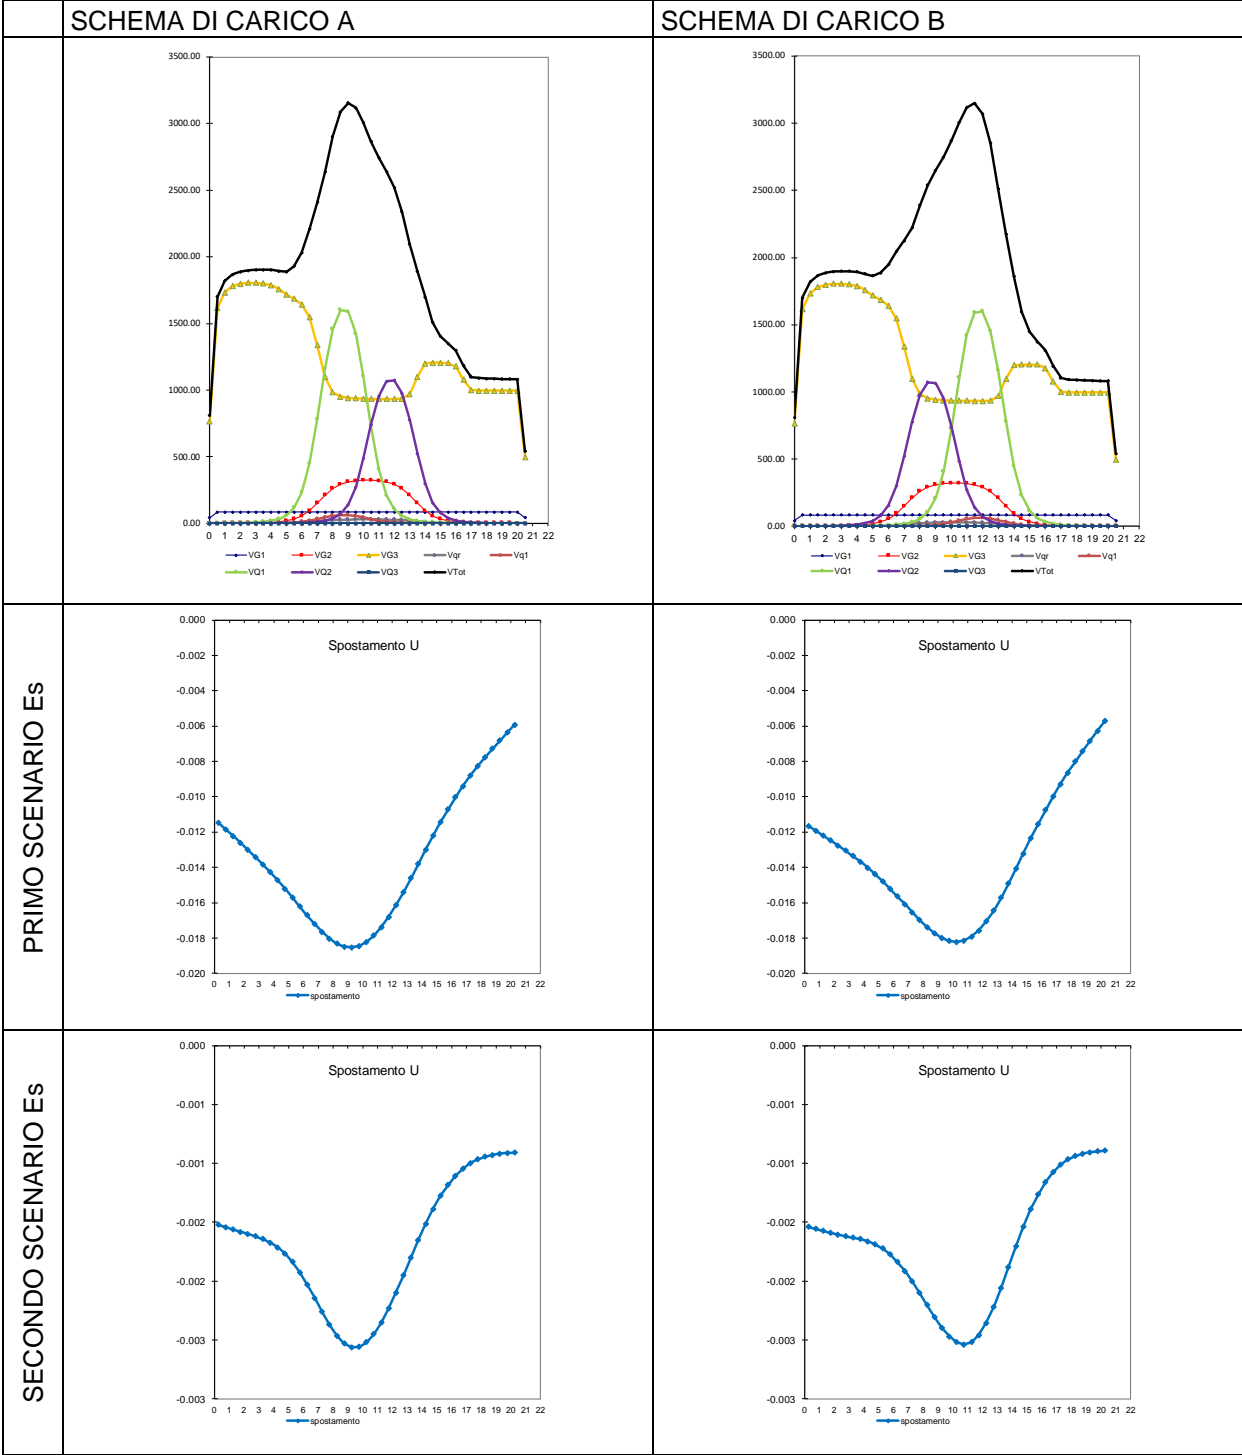 SCHEMA DI CARICO A
SCHEMA DI CARICO B
3500.00
3000.00
2500.00
2000.00
1500.00
1000.00
500.00
0.00
0 1 2 3 4 5 6 7 8 9 10 11 12 13 14 15 16 17 18 19 20 21 22
VG1 VG2 VG3 Vqr Vq1
VQ1 VQ2 VQ3 VTot
3500.00
3000.00
2500.00
2000.00
1500.00
1000.00
500.00
0.00
0 1 2 3 4 5 6 7 8 9 10 11 12 13 14 15 16 17 18 19 20 21 22
VG1 VG2 VG3 Vqr Vq1
VQ1 VQ2 VQ3 VTot
PRIMO SCENARIO Es
Spostamento U
0.000
-0.002
-0.004
-0.006
-0.008
-0.010
-0.012
-0.014
-0.016
-0.018
-0.020
0 1 2 3 4 5 6 7 8 9 10 11 12 13 14 15 16 17 18 19 20 21 22
spostamento
Spostamento U
0.000
-0.002
-0.004
-0.006
-0.008
-0.010
-0.012
-0.014
-0.016
-0.018
-0.020
0 1 2 3 4 5 6 7 8 9 10 11 12 13 14 15 16 17 18 19 20 21 22
spostamento
SECONDO SCENARIO Es
Spostamento U
0.000
-0.001
-0.001
-0.002
-0.002
-0.003
-0.003
0 1 2 3 4 5 6 7 8 9 10 11 12 13 14 15 16 17 18 19 20 21 22
spostamento
Spostamento U
0.000
-0.001
-0.001
-0.002
-0.002
-0.003
-0.003
0 1 2 3 4 5 6 7 8 9 10 11 12 13 14 15 16 17 18 19 20 21 22
spostamento